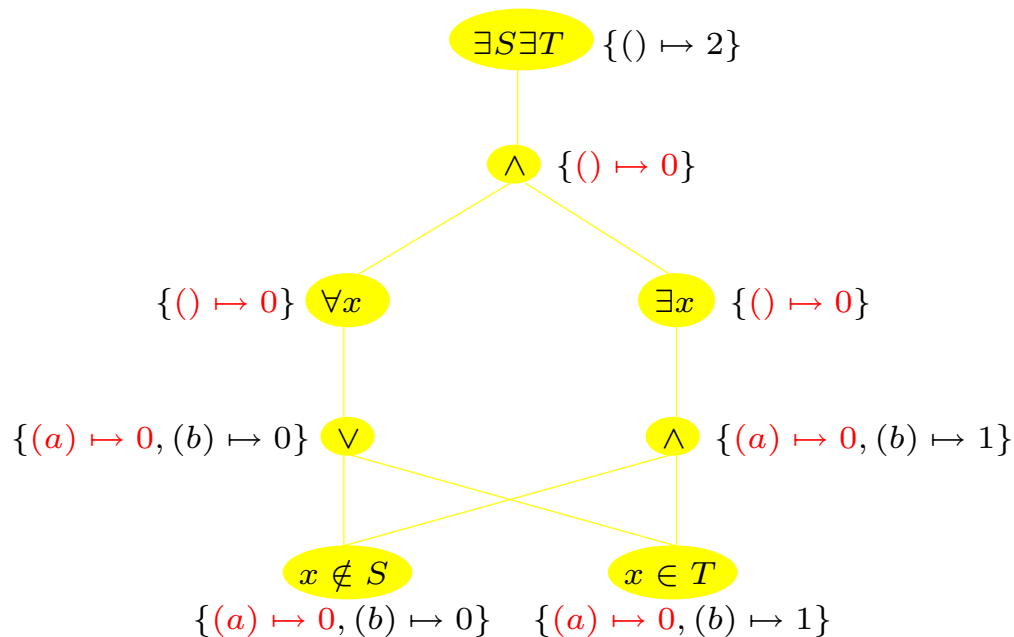 ∃S∃T {() ↦ 2}
∧ {() ↦ 0}
{() ↦ 0} ∀x ∃x {() ↦ 0}
{(a) ↦ 0, (b) ↦ 0} ∨ ∧ {(a) ↦ 0, (b) ↦ 1}
x ∉ S x ∈ T
{(a) ↦ 0, (b) ↦ 0} {(a) ↦ 0, (b) ↦ 1}